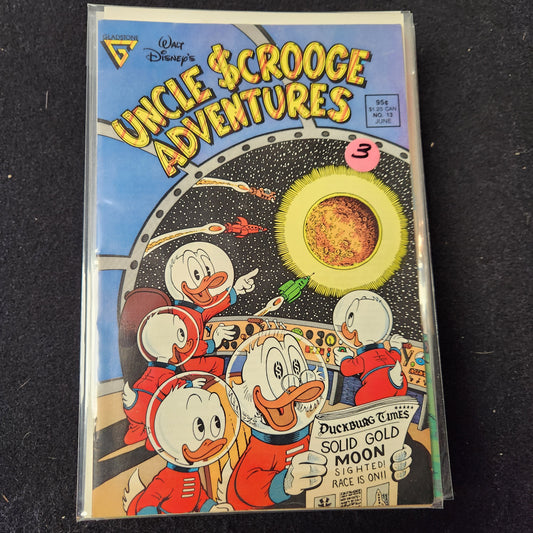 GLADSTONE
Walt
Disney's
UNCLE $CROOGE
ADVENTURES
95¢
$1.25 CAN
NO. 13
JUNE
3
DUCKBURG TIMES
SOLID GOLD
MOON
SIGHTED!
RACE IS ON!!